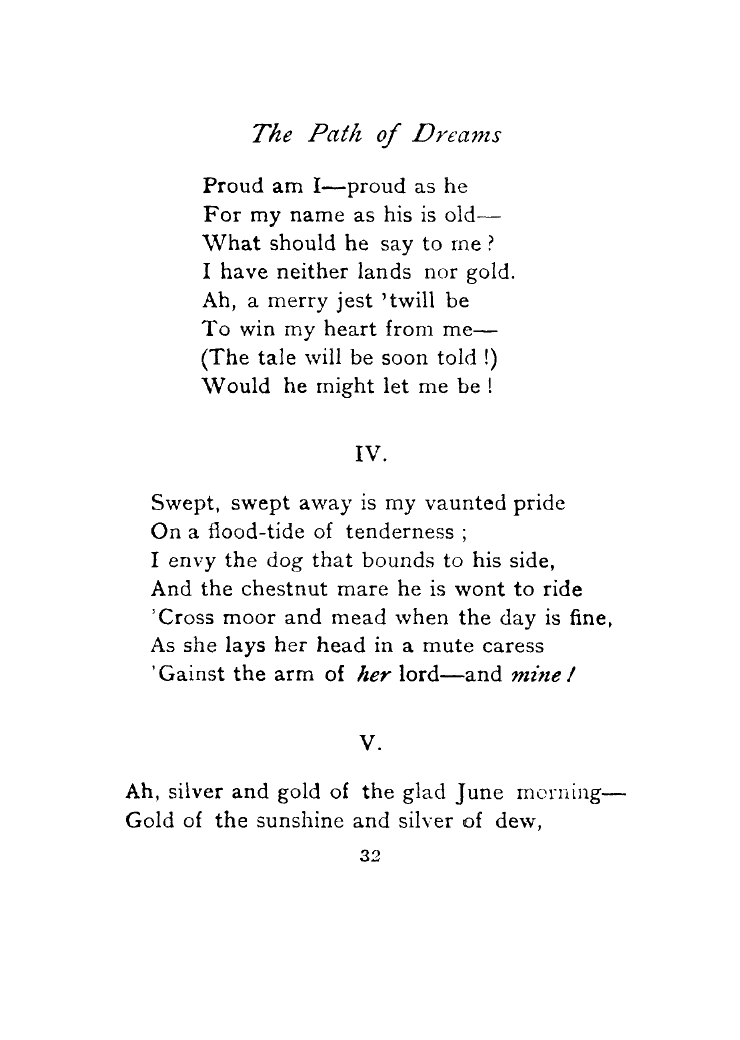 The Path of Dreams
Proud am I—proud as he
For my name as his is old—
What should he say to me?
I have neither lands nor gold.
Ah, a merry jest ’twill be
To win my heart from me—
(The tale will be soon told!)
Would he might let me be!
IV.
Swept, swept away is my vaunted pride
On a flood-tide of tenderness;
I envy the dog that bounds to his side,
And the chestnut mare he is wont to ride
’Cross moor and mead when the day is fine,
As she lays her head in a mute caress
’Gainst the arm of her lord—and mine!
V.
Ah, silver and gold of the glad June morning—
Gold of the sunshine and silver of dew,
32